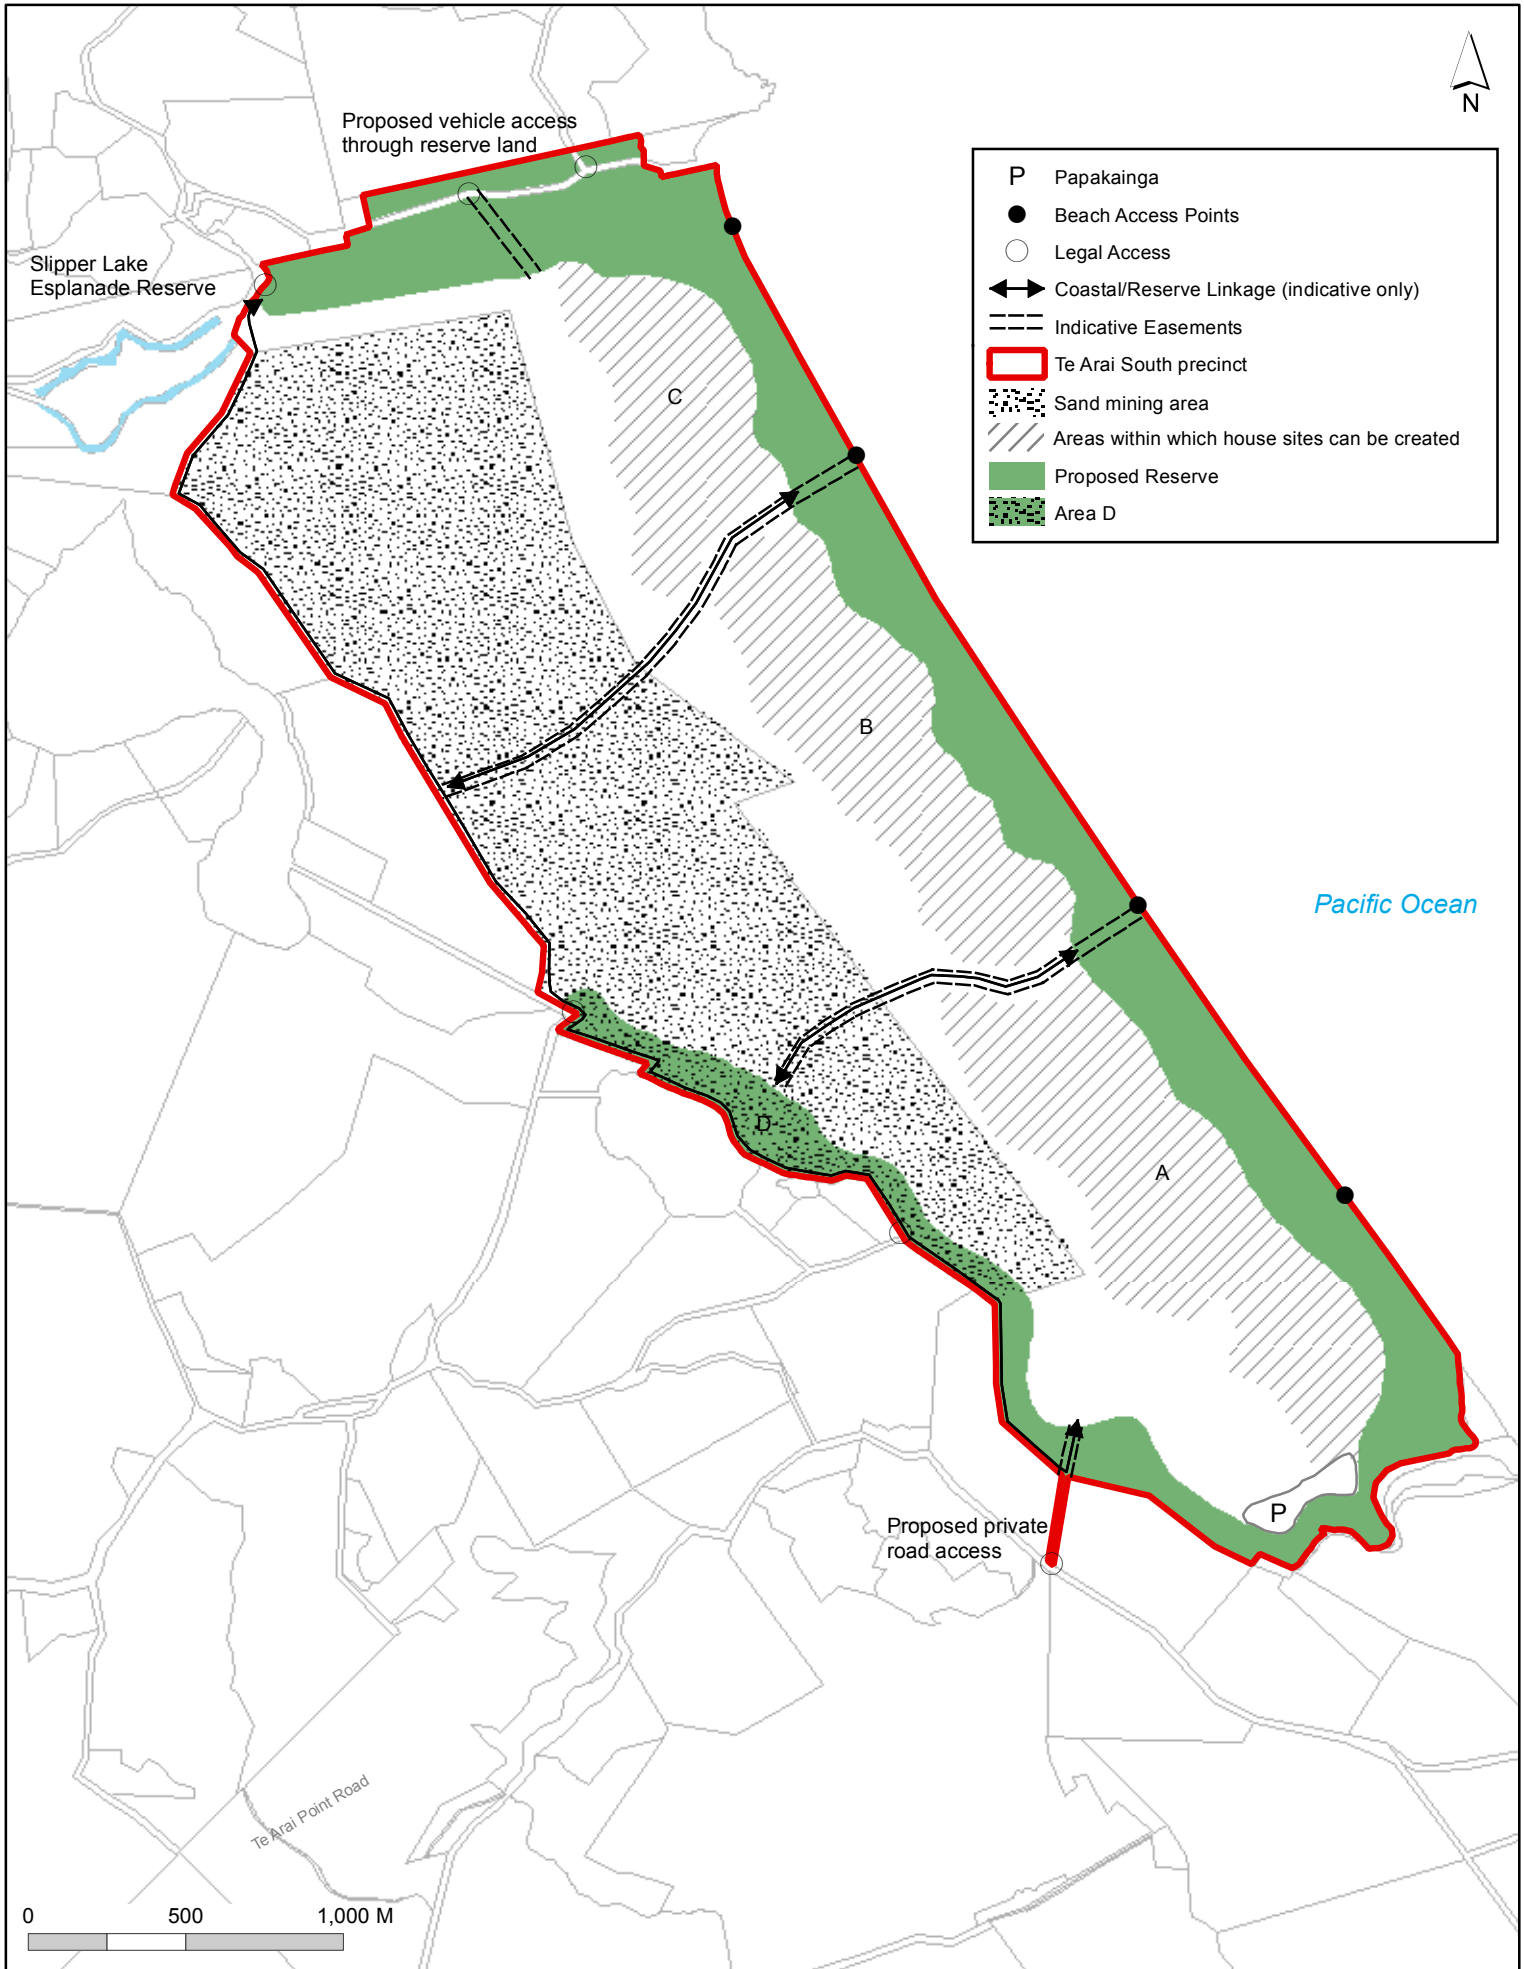 N
Proposed vehicle access
through reserve land
P Papakainga
Beach Access Points
Legal Access
Coastal/Reserve Linkage (indicative only)
Indicative Easements
Te Arai South precinct
Sand mining area
Areas within which house sites can be created
Proposed Reserve
Area D
Slipper Lake
Esplanade Reserve
C
B
Pacific Ocean
D
A
P
Proposed private
road access
Te Arai Point Road
0 500 1,000 M